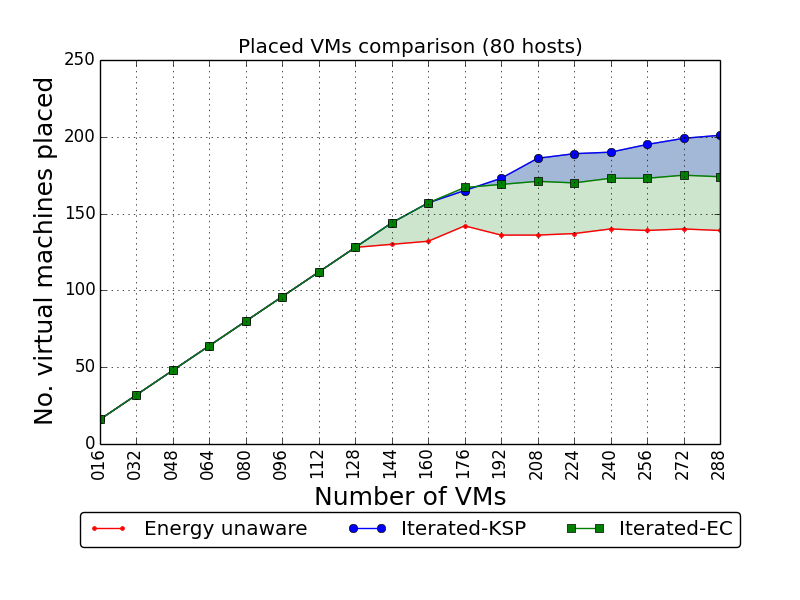 Placed VMs comparison (80 hosts)
No. virtual machines placed
250
200
150
100
50
0
016 032 048 064 080 096 112 128 144 160 176 192 208 224 240 256 272 288
Number of VMs
Energy unaware Iterated-KSP Iterated-EC